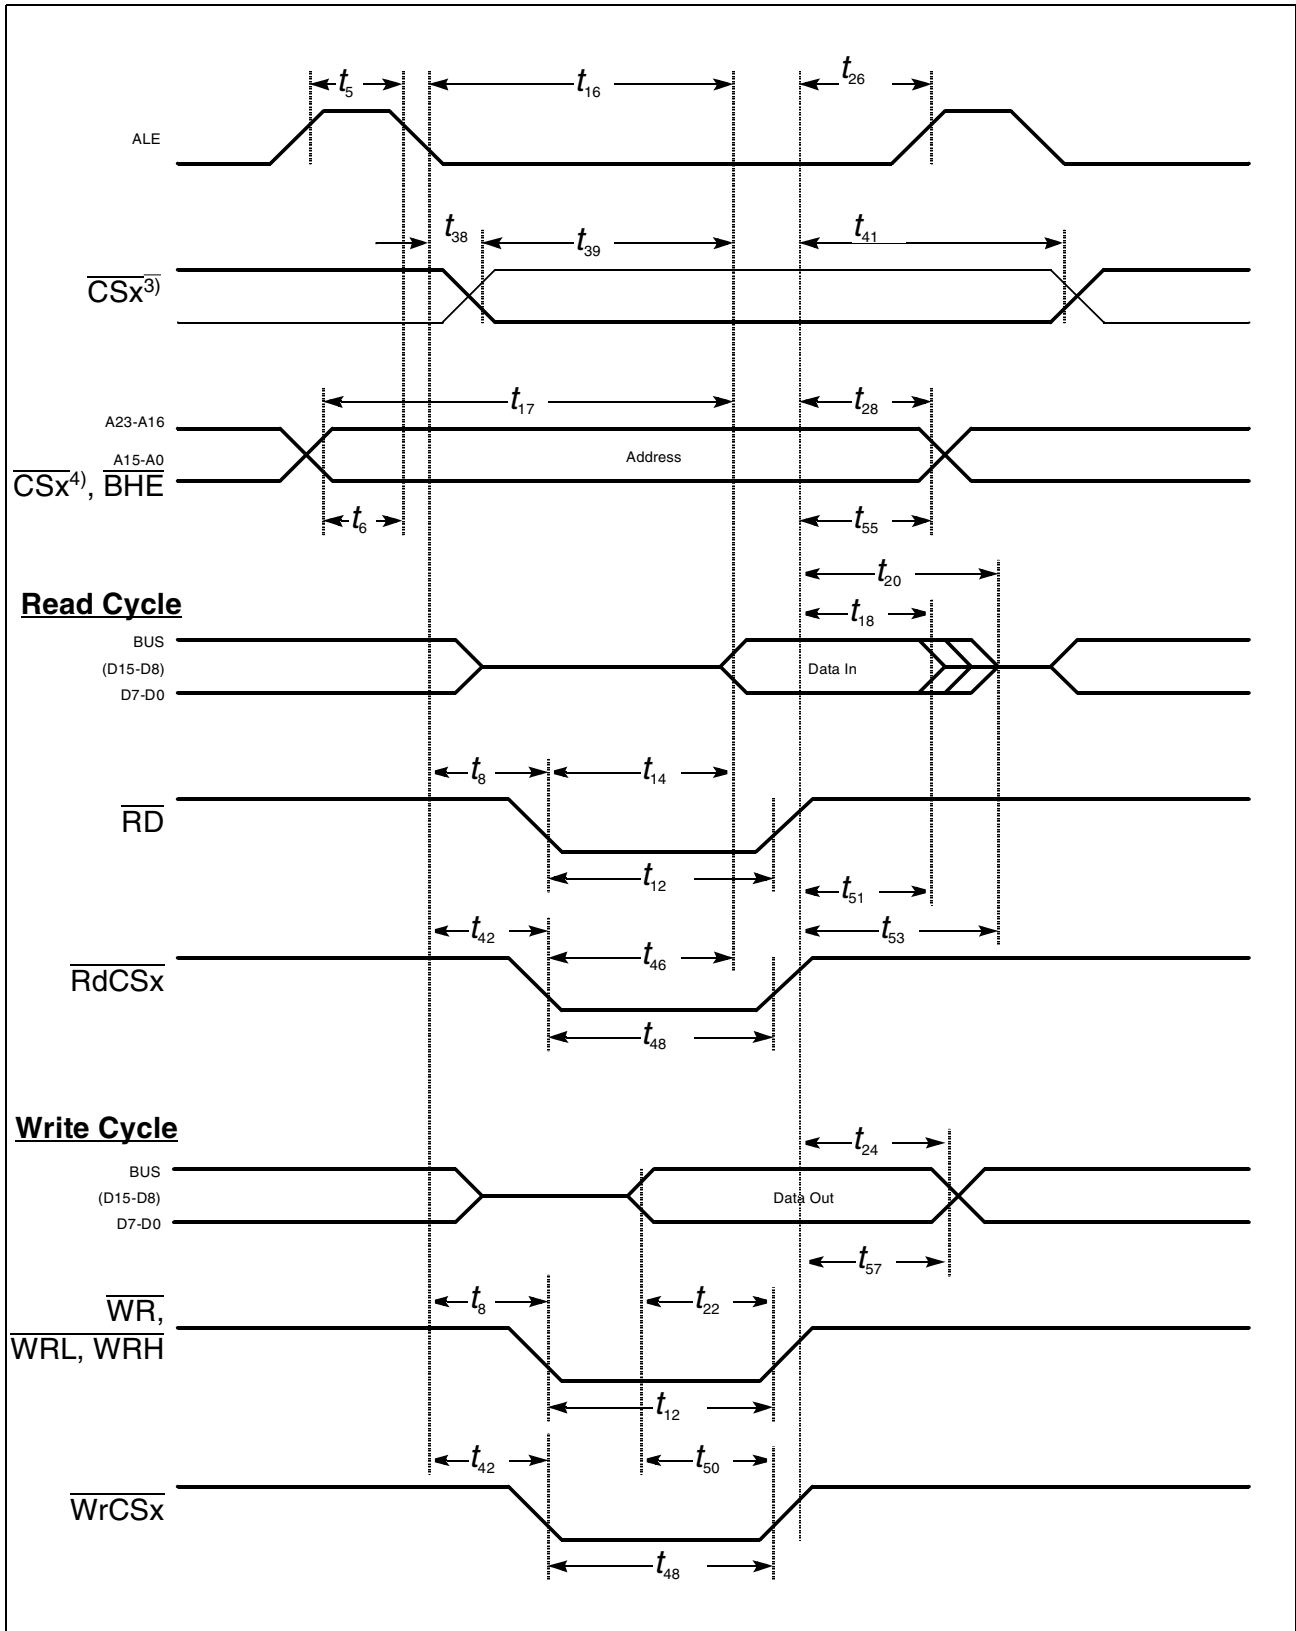 t5 t16 t26
ALE
t38 t39 t41
CSx3)
t17 t28
A23-A16
A15-A0
Address
CSx4), BHE
t6 t55
t20
Read Cycle
t18
BUS
(D15-D8)
Data In
D7-D0
t8 t14
RD
t12 t51
t42 t46 t53
RdCSx
t48
Write Cycle
t24
BUS
(D15-D8)
Data Out
D7-D0
t57
t8 t22
WR,
WRL, WRH
t12
t42 t50
WrCSx
t48